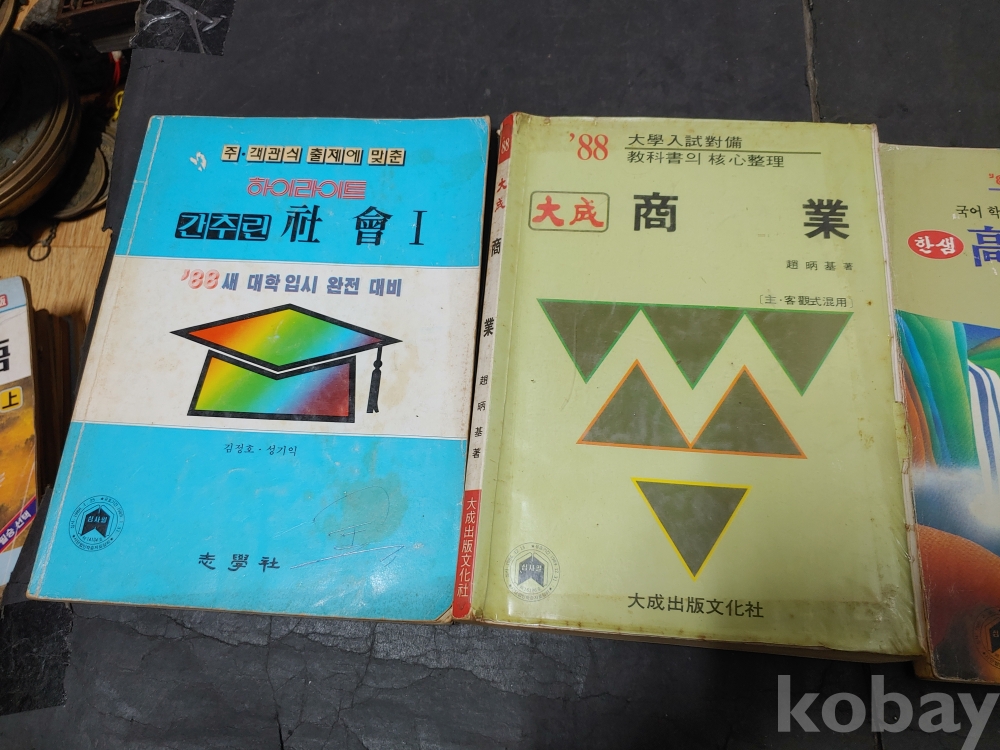 주·객관식 출제에 맞춘
하이라이트
간추린 社會 I
'88 새 대학 입시 완전 대비
김정호·성기익
志學社
'88
大成
商業
趙昞基著
大成出版文化社
'88 大學入試對備
教科書의 核心整理
大成 商業
趙昞基著
[主·客觀式混用]
大成出版文化社
국어
한샘 高
上
kobay